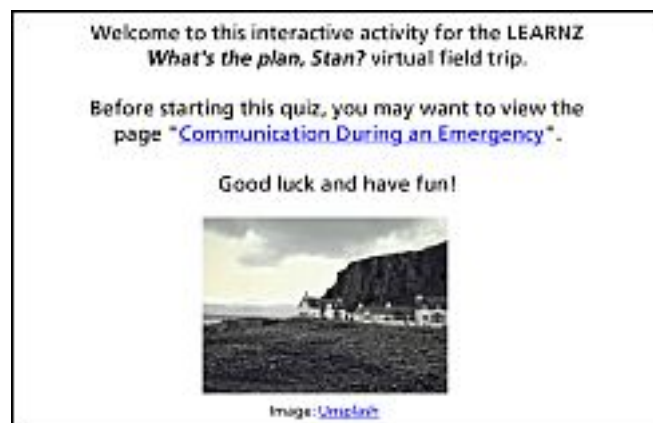 Welcome to this interactive activity for the LEARNZ
What's the plan, Stan? virtual field trip.
Before starting this quiz, you may want to view the
page "Communication During an Emergency".
Good luck and have fun!
Image: Unsplash